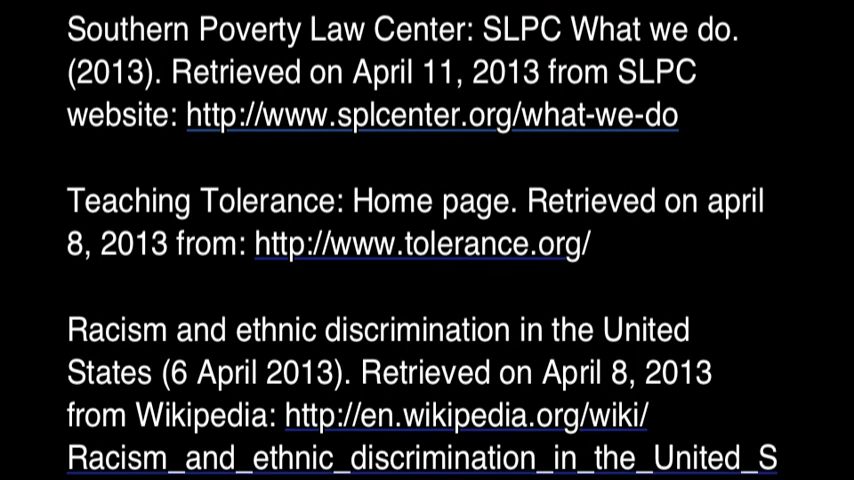 Southern Poverty Law Center: SLPC What we do.
(2013). Retrieved on April 11, 2013 from SLPC
website: http://www.splcenter.org/what-we-do
Teaching Tolerance: Home page. Retrieved on april
8, 2013 from: http://www.tolerance.org/
Racism and ethnic discrimination in the United
States (6 April 2013). Retrieved on April 8, 2013
from Wikipedia: http://en.wikipedia.org/wiki/
Racism_and_ethnic_discrimination_in_the_United_S